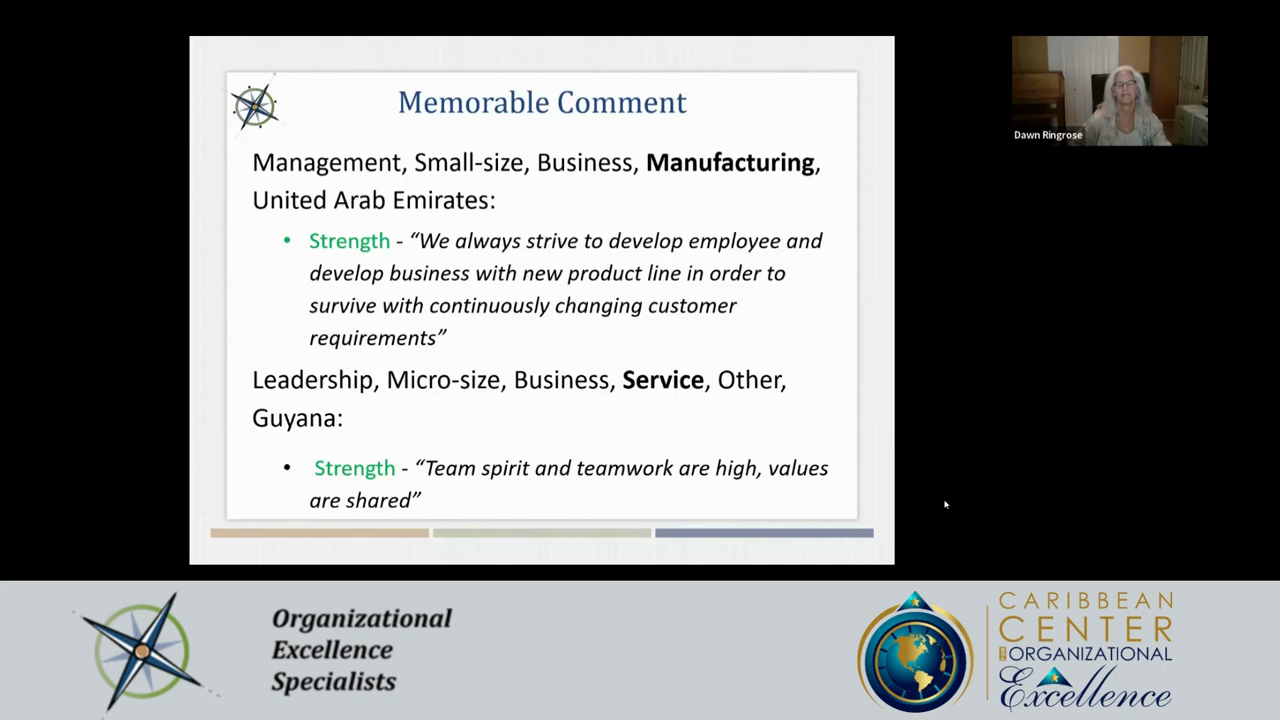 Memorable Comment
Management, Small-size, Business, Manufacturing,
United Arab Emirates:
• Strength - “We always strive to develop employee and
develop business with new product line in order to
survive with continuously changing customer
requirements”
Leadership, Micro-size, Business, Service, Other,
Guyana:
• Strength - “Team spirit and teamwork are high, values
are shared”
Dawn Ringrose
Organizational
Excellence
Specialists
CARIBBEAN
CENTER
ORGANIZATIONAL
Excellence